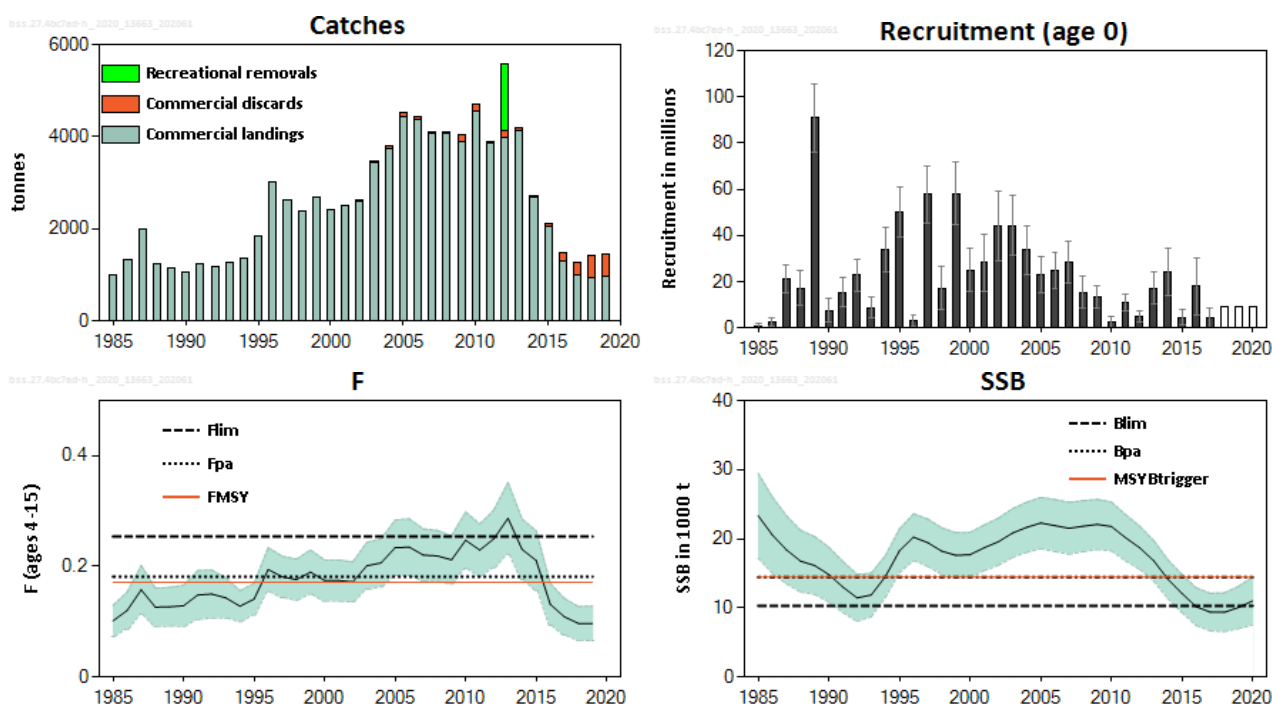 bss.27.4bc7ad-h_2020_13663_202061
Catches
6000
4000
2000
0
tonnes
Recreational removals
Commercial discards
Commercial landings
1985 1990 1995 2000 2005 2010 2015 2020
bss.27.4bc7ad-h_2020_13663_202061
Recruitment (age 0)
120
100
80
60
40
20
0
Recruitment in millions
1985 1990 1995 2000 2005 2010 2015 2020
bss.27.4bc7ad-h_2020_13663_202061
F
0.4
0.2
0
F (ages 4-15)
Flim
Fpa
FMSY
1985 1990 1995 2000 2005 2010 2015 2020
bss.27.4bc7ad-h_2020_13663_202061
SSB
40
30
20
10
0
SSB in 1000 t
Blim
Bpa
MSYBtrigger
1985 1990 1995 2000 2005 2010 2015 2020